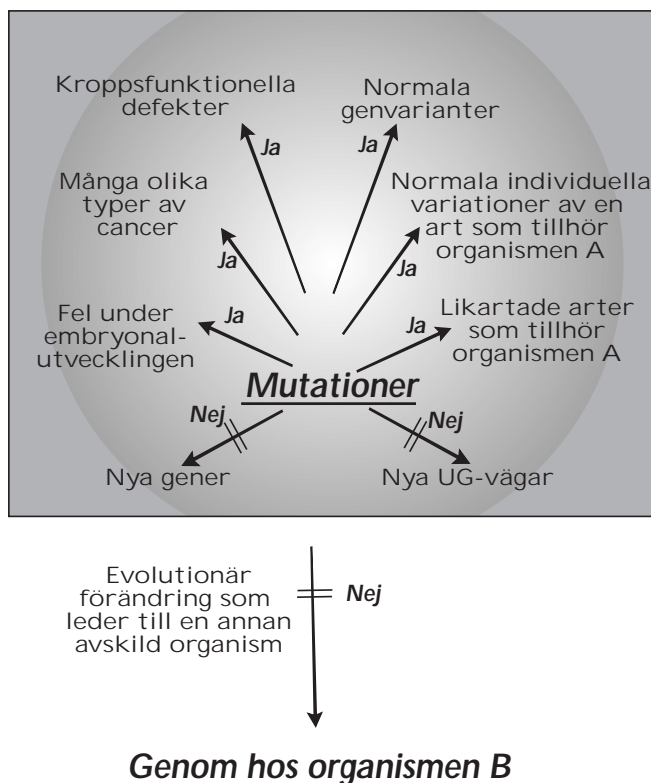 Kroppsfunktionella
defekter
Ja
Normala
genvarianter
Ja
Många olika
typer av
cancer
Ja
Normala individuella
variationer av en
art som tillhör
organismen A
Ja
Fel under
embryonal-
utvecklingen
Ja
Likartade arter
som tillhör
organismen A
Ja
Mutationer
Nej
Nej
Nya gener
Nya UG-vägar
Evolutionär
förändring som
leder till en annan
avskild organism
Nej
Genom hos organismen B